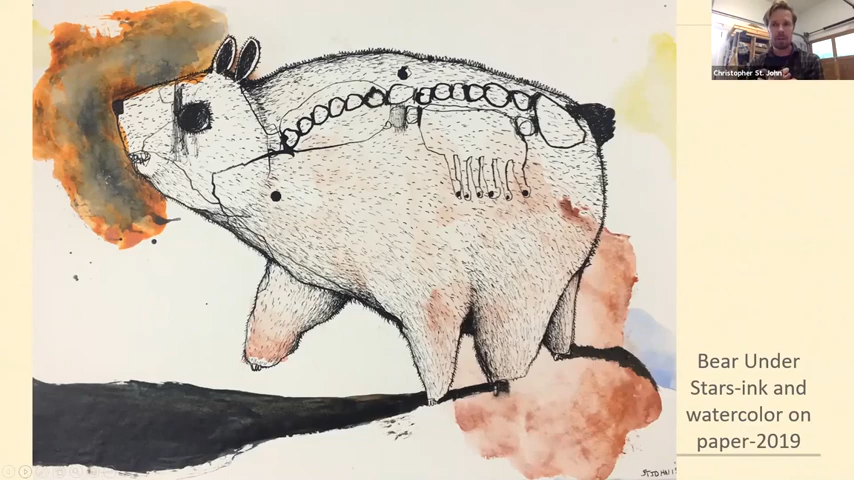 Christopher St. John
Bear Under
Stars-ink and
watercolor on
paper-2019